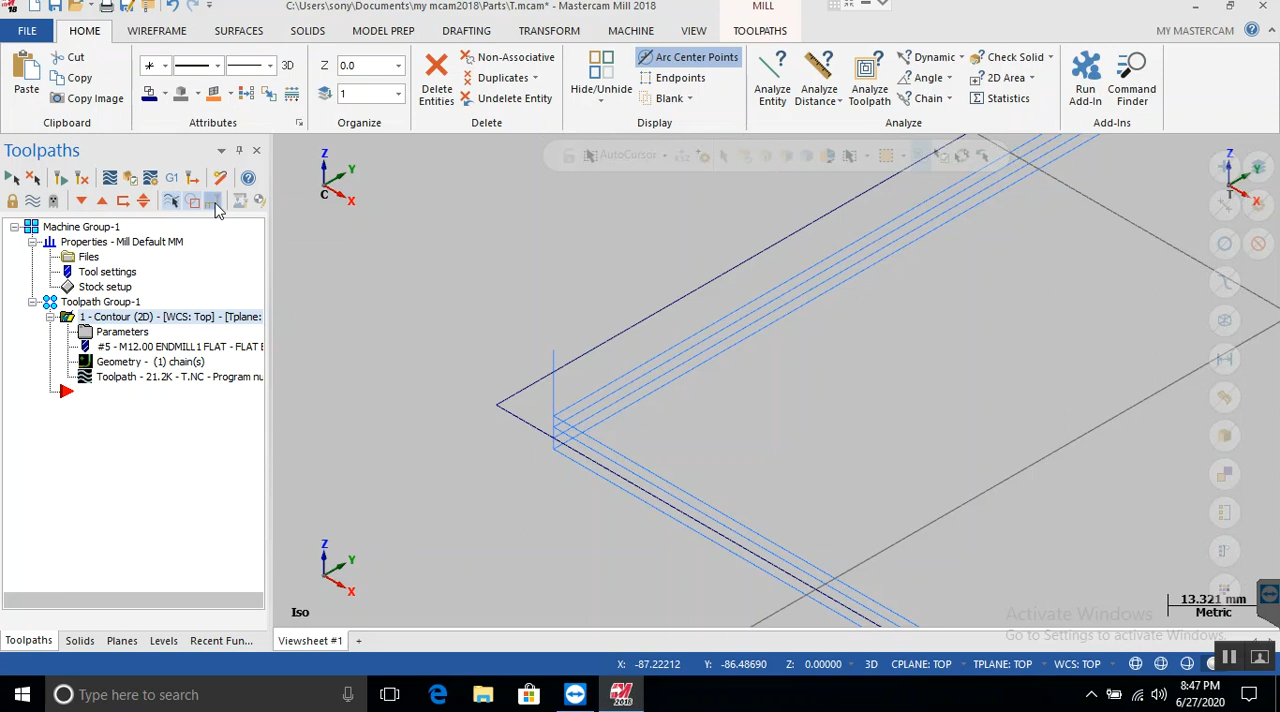 C:\Users\sony\Documents\my mcam2018\Parts\T.mcam* - Mastercam Mill 2018
MILL
FILE HOME WIREFRAME SURFACES SOLIDS MODEL PREP DRAFTING TRANSFORM MACHINE VIEW TOOLPATHS MY MASTERCAM
Paste
Cut
Copy
Copy Image
Clipboard
3D
Attributes
Z 0.0
1
Organize
Delete Entities
Non-Associative
Duplicates
Undelete Entity
Delete
Hide/Unhide
Arc Center Points
Endpoints
Blank
Display
Analyze Entity
Analyze Distance
Analyze Toolpath
Dynamic
Angle
Chain
Check Solid
2D Area
Statistics
Analyze
Run Add-In
Command Finder
Add-Ins
Toolpaths
G1
Machine Group-1
Properties - Mill Default MM
Files
Tool settings
Stock setup
Toolpath Group-1
1 - Contour (2D) - [WCS: Top] - [Tplane:
Parameters
#5 - M12.00 ENDMILL1 FLAT - FLAT E
Geometry - (1) chain(s)
Toolpath - 21.2K - T.NC - Program nu
AutoCursor
Z
Y
X
C
Z
Y
X
T
Z
Y
X
Iso
13.321 mm
Metric
Activate Windows
Go to Settings to activate Windows.
Toolpaths Solids Planes Levels Recent Fun...
Viewsheet #1 +
X: -87.22212 Y: -86.48690 Z: 0.00000 3D CPLANE: TOP TPLANE: TOP WCS: TOP
Type here to search
2018
8:47 PM
6/27/2020